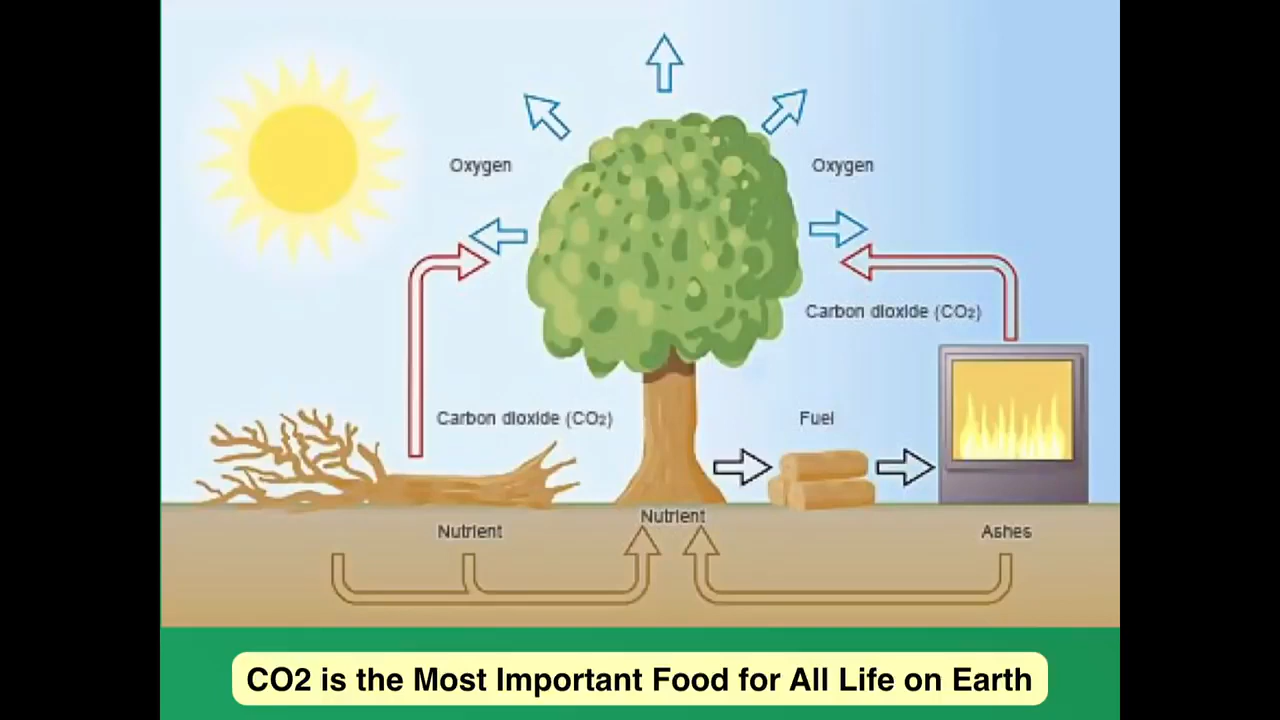 Oxygen
Oxygen
Carbon dioxide (CO2)
Carbon dioxide (CO2)
Fuel
Nutrient
Nutrient
Ashes
CO2 is the Most Important Food for All Life on Earth